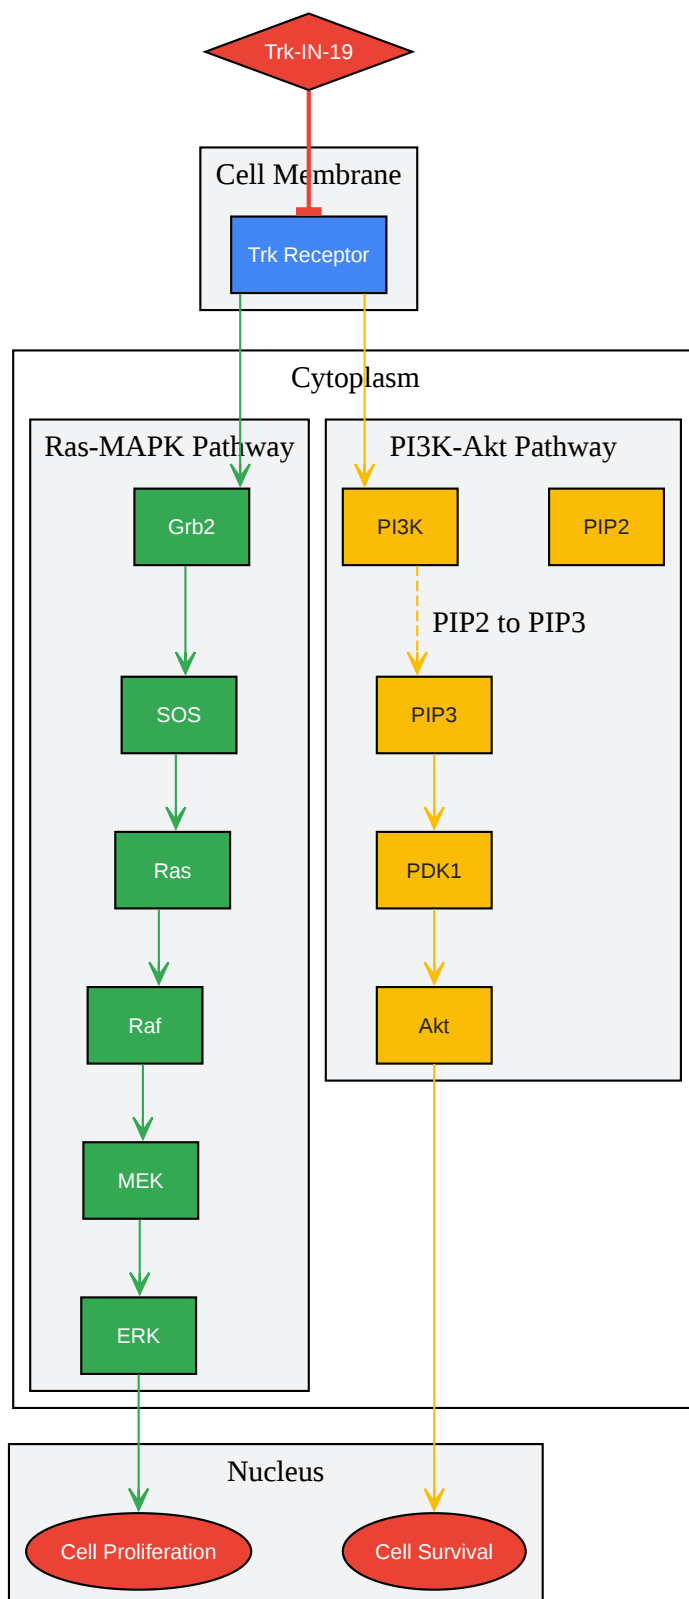 Trk-IN-19
Cell Membrane
Trk Receptor
Cytoplasm
Ras-MAPK Pathway
PI3K-Akt Pathway
Grb2
PI3K
PIP2
PIP2 to PIP3
SOS
PIP3
Ras
PDK1
Raf
Akt
MEK
ERK
Nucleus
Cell Proliferation
Cell Survival